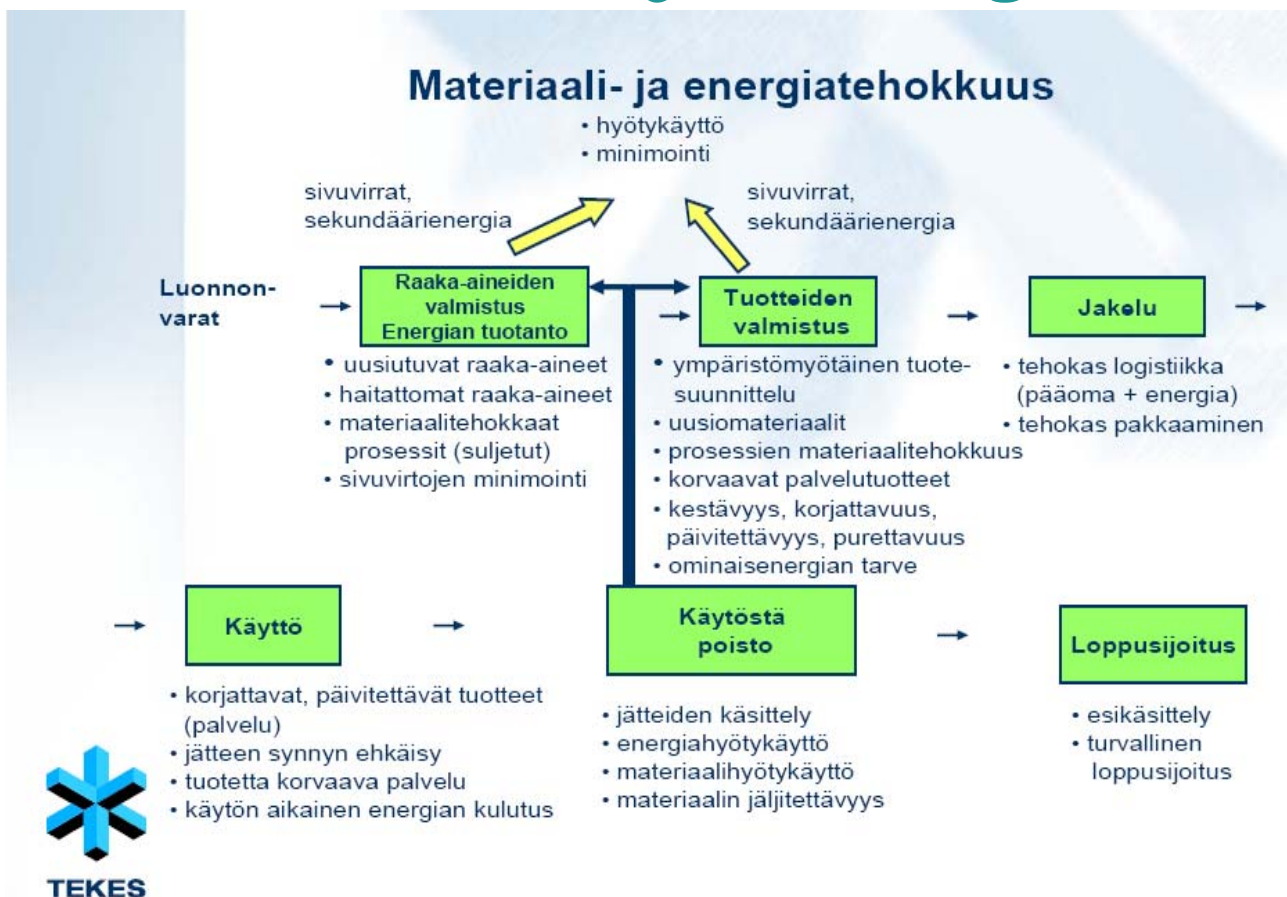 Materiaali- ja energiatehokkuus
• hyötykäyttö
• minimointi
sivuvirrat,
sekundäärienergia
sivuvirrat,
sekundäärienergia
Luonnon-
varat
Raaka-aineiden
valmistus
Energian tuotanto
• uusiutuvat raaka-aineet
• haitattomat raaka-aineet
• materiaalitehokkaat
prosessit (suljetut)
• sivuvirtojen minimointi
Tuotteiden
valmistus
• ympäristömyötäinen tuote-
suunnittelu
• uusiomateriaalit
• prosessien materiaalitehokkuus
• korvaavat palvelutuotteet
• kestävyys, korjattavuus,
päivitettävyys, purettavuus
• ominaisenergian tarve
Jakelu
• tehokas logistiikka
(pääoma + energia)
• tehokas pakkaaminen
Käyttö
• korjattavat, päivitettävät tuotteet
(palvelu)
• jätteen synnyn ehkäisy
• tuotetta korvaava palvelu
• käytön aikainen energian kulutus
Käytöstä
poisto
• jätteiden käsittely
• energiahyötykäyttö
• materiaalihyötykäyttö
• materiaalin jäljitettävyys
Loppusijoitus
• esikäsittely
• turvallinen
loppusijoitus
TEKES